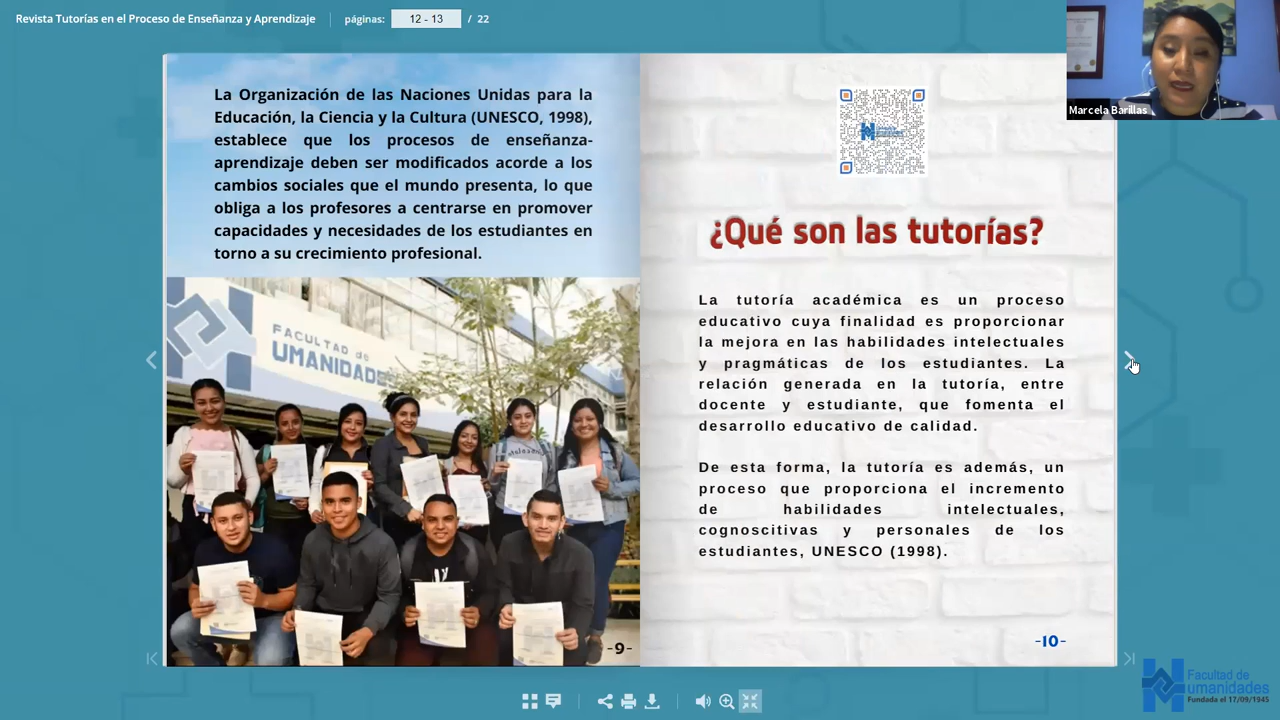 Revista Tutorías en el Proceso de Enseñanza y Aprendizaje
páginas:
12 - 13
/ 22
Marcela Barillas
La Organización de las Naciones Unidas para la
Educación, la Ciencia y la Cultura (UNESCO, 1998),
establece que los procesos de enseñanza-
aprendizaje deben ser modificados acorde a los
cambios sociales que el mundo presenta, lo que
obliga a los profesores a centrarse en promover
capacidades y necesidades de los estudiantes en
torno a su crecimiento profesional.
FACULTAD de
HUMANIDADES
-9-
¿Qué son las tutorías?
La tutoría académica es un proceso
educativo cuya finalidad es proporcionar
la mejora en las habilidades intelectuales
y pragmáticas de los estudiantes. La
relación generada en la tutoría, entre
docente y estudiante, que fomenta el
desarrollo educativo de calidad.
De esta forma, la tutoría es además, un
proceso que proporciona el incremento
de habilidades intelectuales,
cognoscitivas y personales de los
estudiantes, UNESCO (1998).
-10-
Facultad de
umanidades
Fundada el 17/09/1945